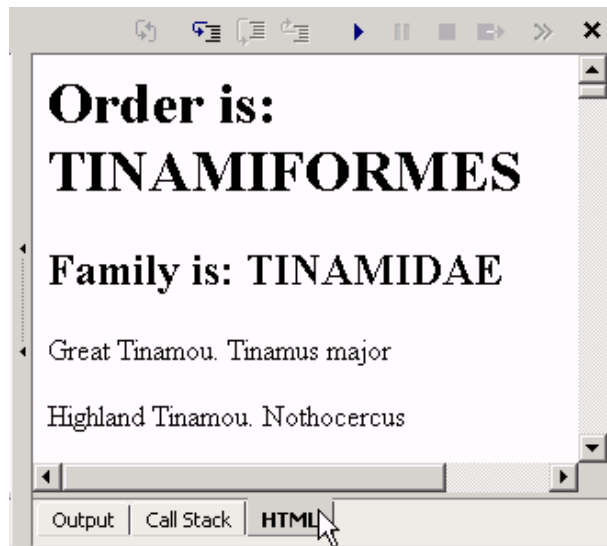 Order is:
TINAMIFORMES
Family is: TINAMIDAE
Great Tinamou. Tinamus major
Highland Tinamou. Nothocercus
Output Call Stack HTML